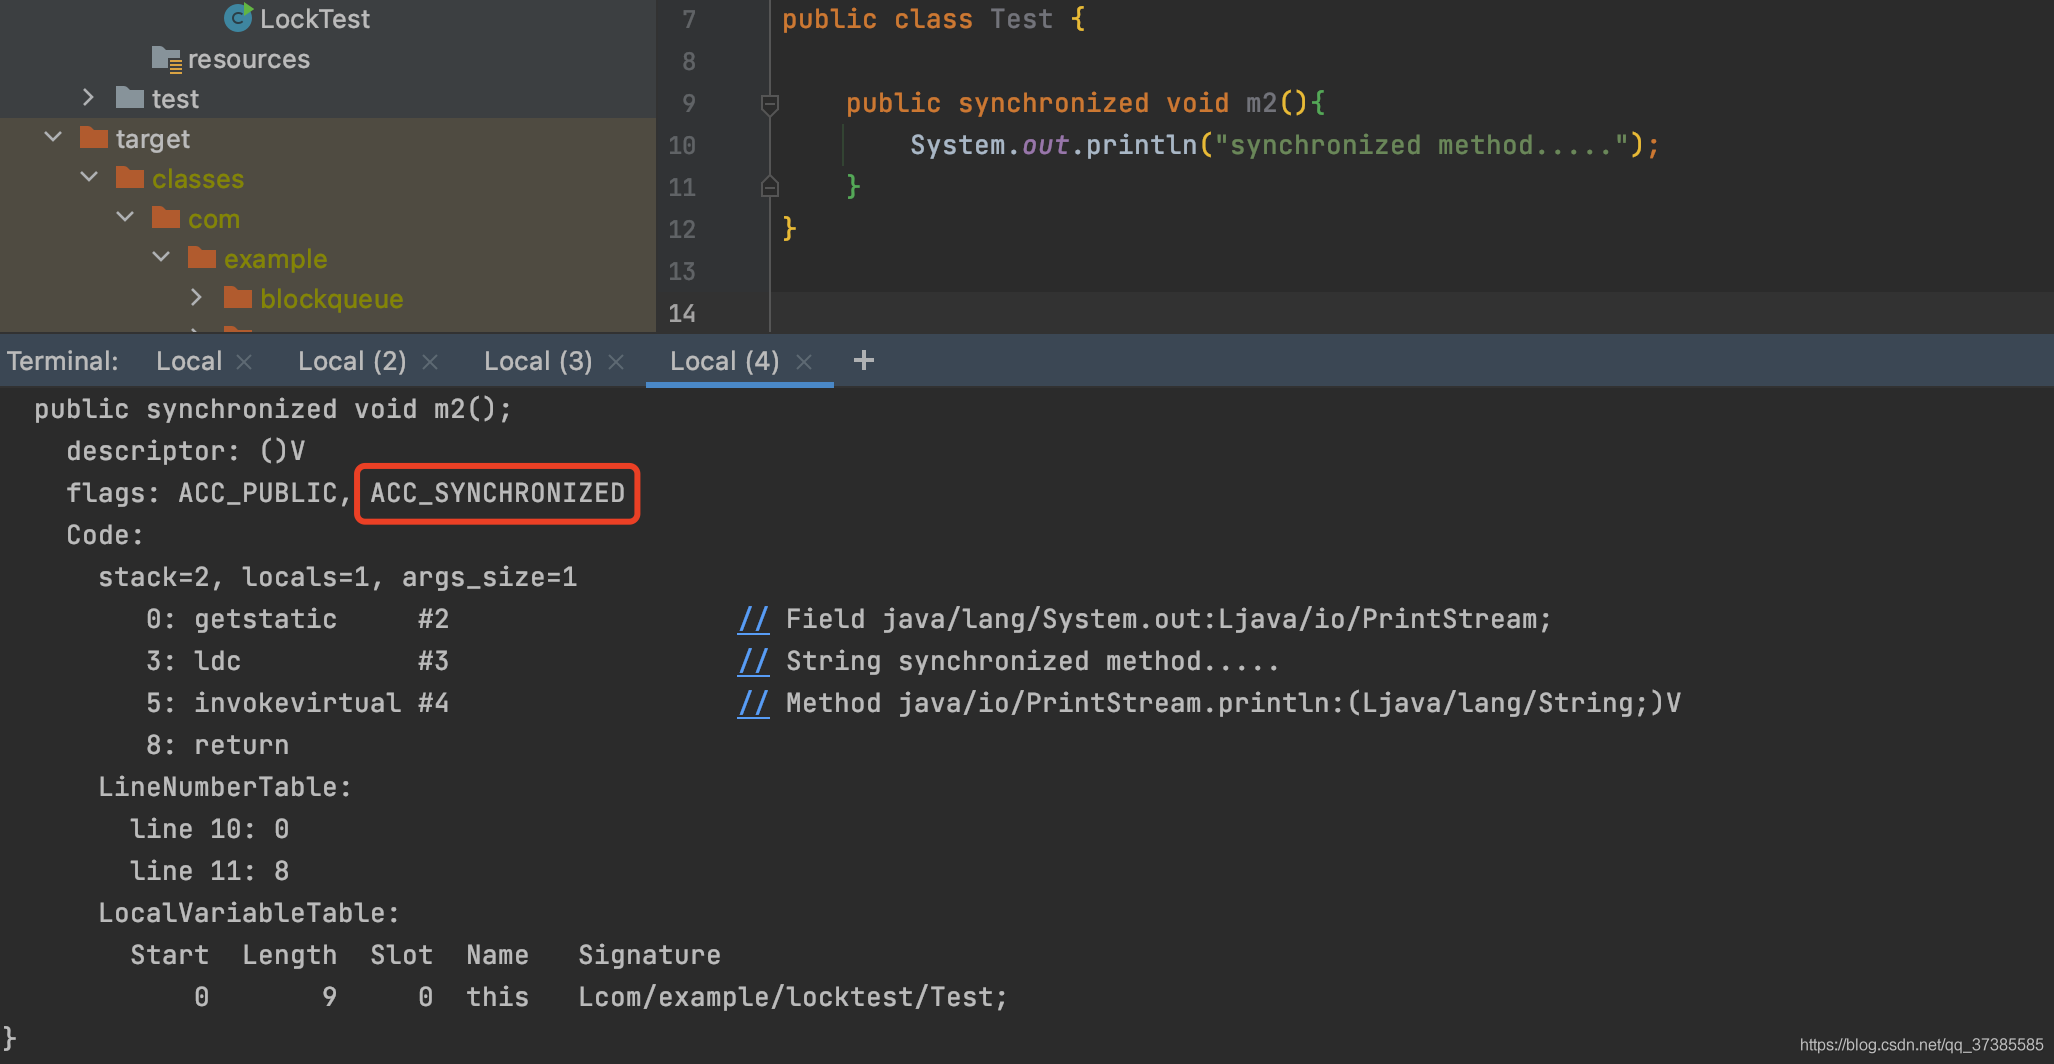 LockTest
resources
test
target
classes
com
example
blockqueue
7 public class Test {
8
9 public synchronized void m2(){
10 System.out.println("synchronized method.....");
11 }
12 }
13
14
Terminal: Local × Local (2) × Local (3) × Local (4) × +
public synchronized void m2();
descriptor: ()V
flags: ACC_PUBLIC, ACC_SYNCHRONIZED
Code:
stack=2, locals=1, args_size=1
0: getstatic #2 // Field java/lang/System.out:Ljava/io/PrintStream;
3: ldc #3 // String synchronized method.....
5: invokevirtual #4 // Method java/io/PrintStream.println:(Ljava/lang/String;)V
8: return
LineNumberTable:
line 10: 0
line 11: 8
LocalVariableTable:
Start Length Slot Name Signature
0 9 0 this Lcom/example/locktest/Test;
}
https://blog.csdn.net/qq_37385585